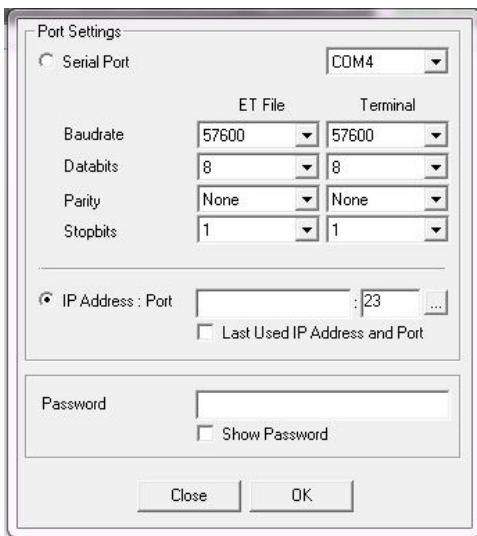 Port Settings
Serial Port COM4
ET File Terminal
Baudrate 57600 57600
Databits 8 8
Parity None None
Stopbits 1 1
IP Address : Port : 23 ...
Last Used IP Address and Port
Password
Show Password
Close OK